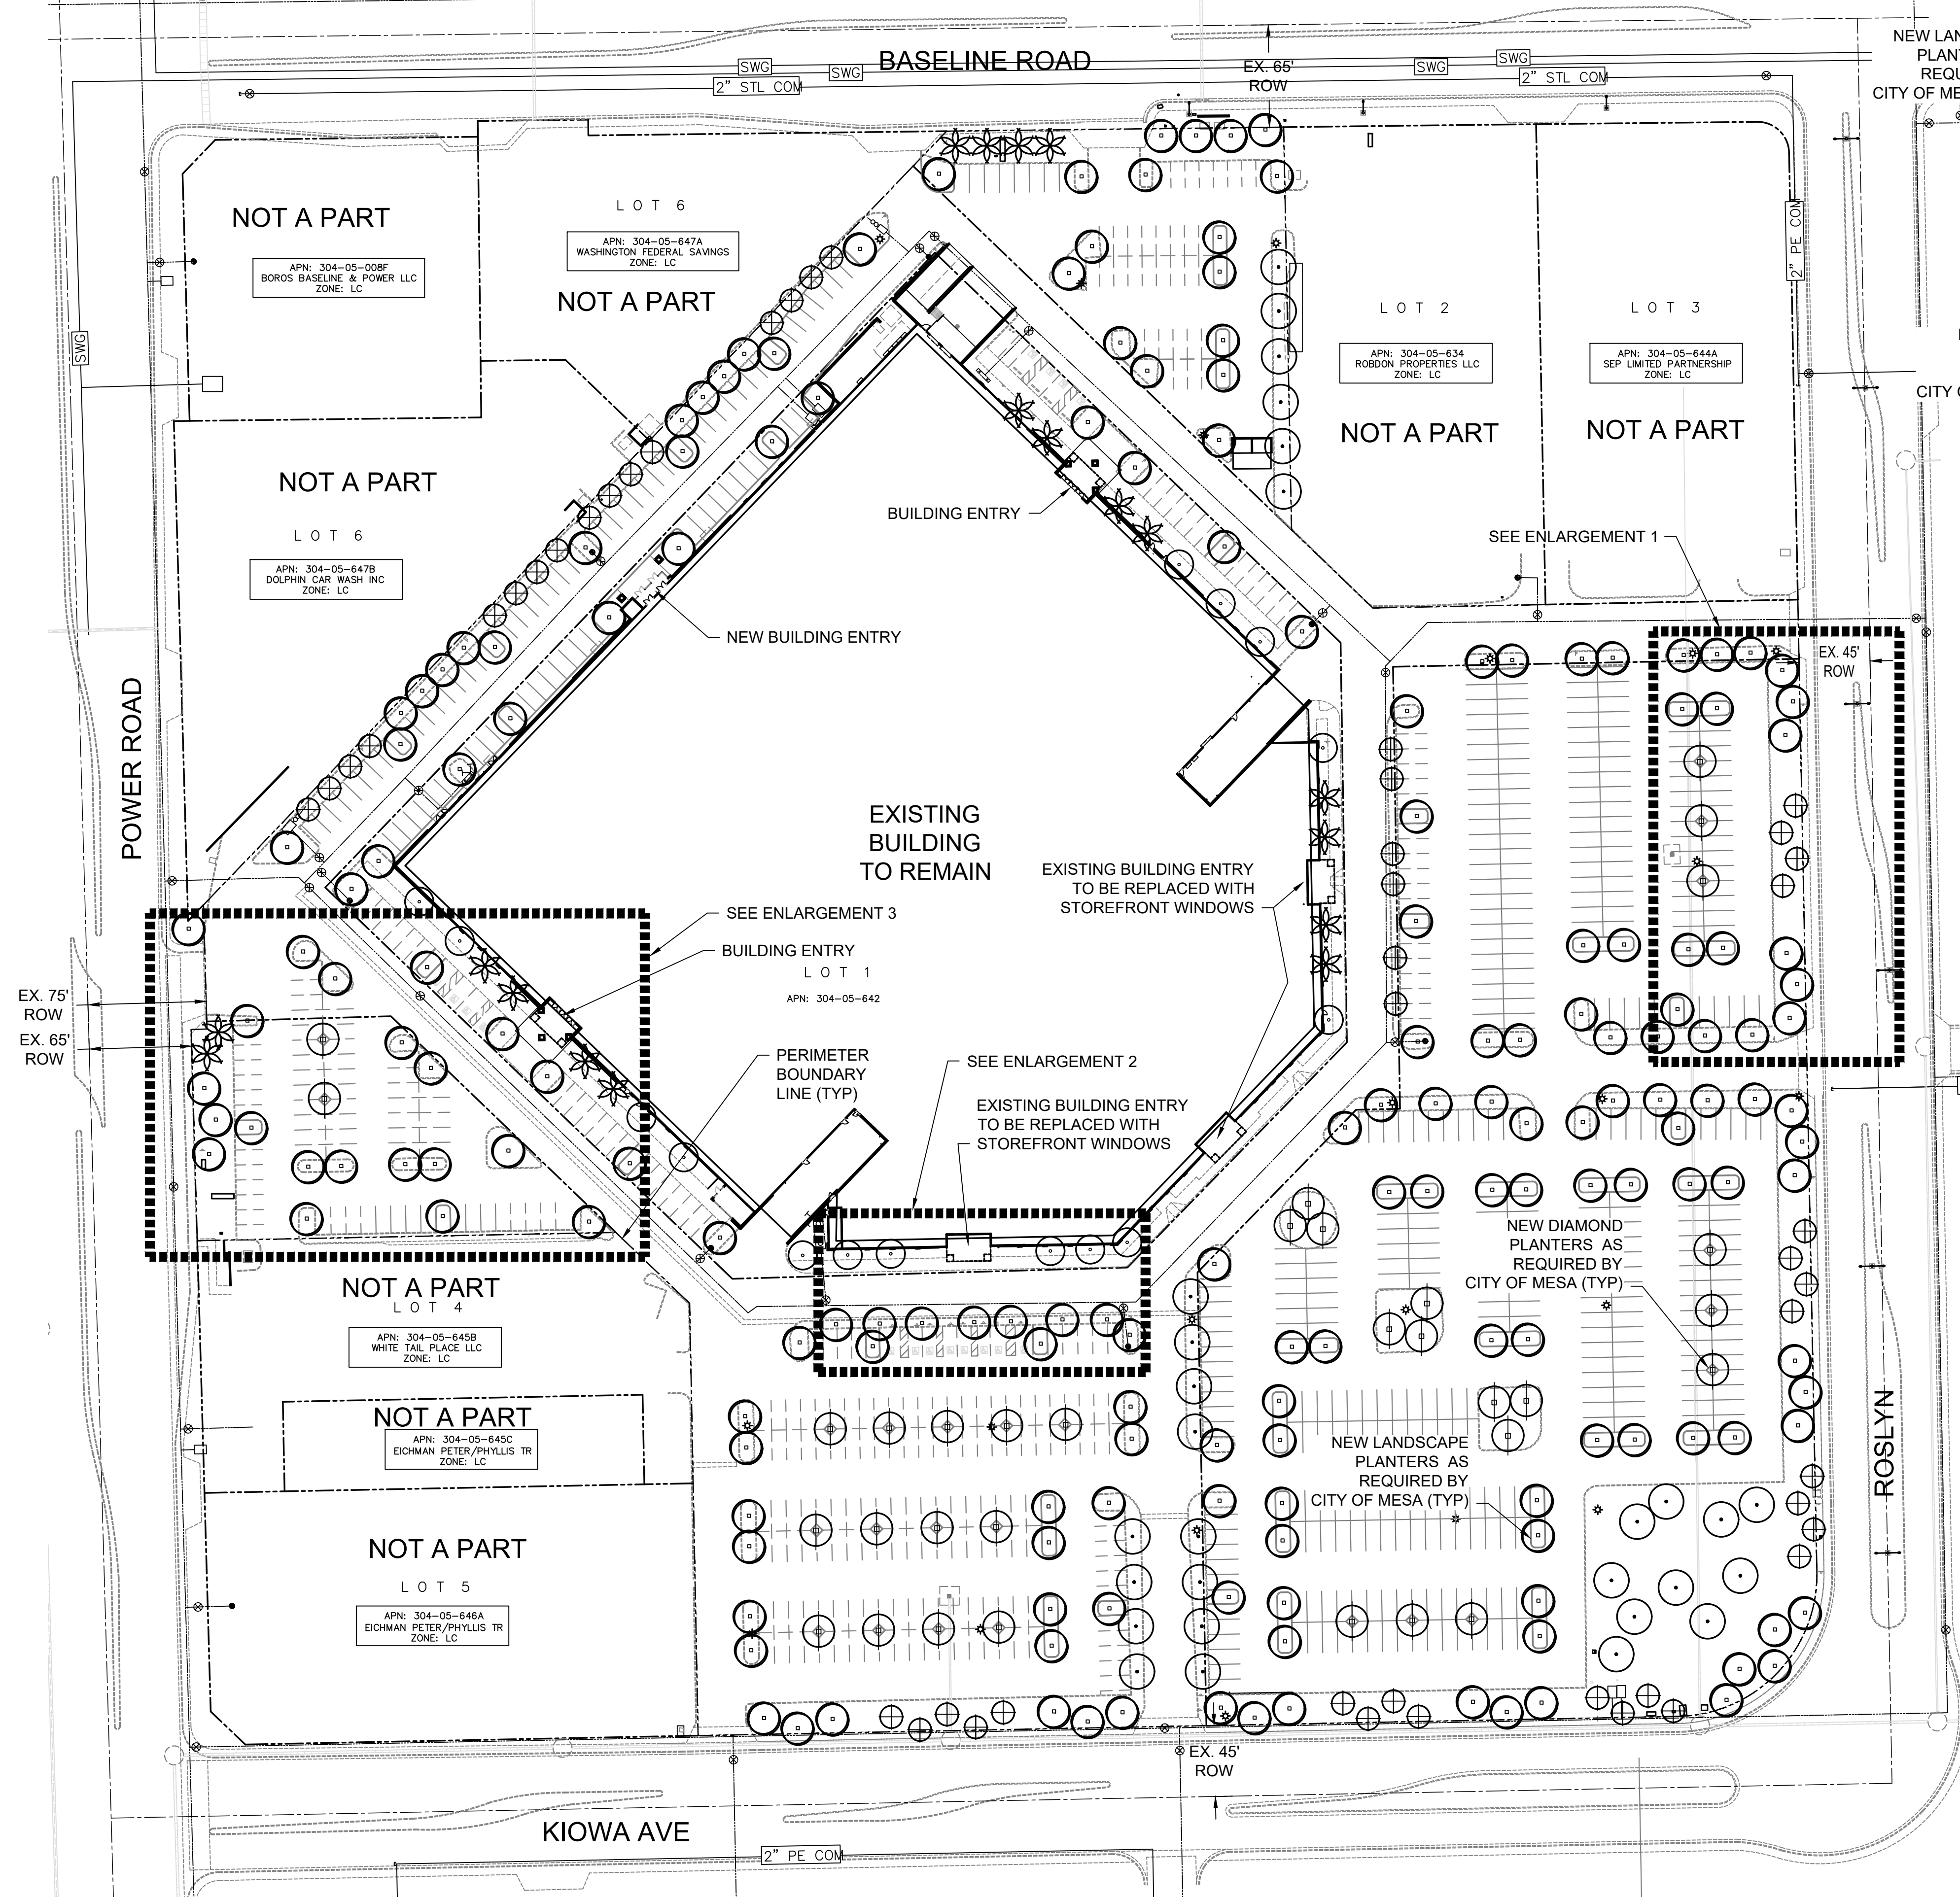 BASELINE ROAD
SWG
SWG
SWG
SWG
2" STL COM
2" STL COM
EX. 65'
ROW
CITY OF ME
2" PE COM
SWG
NOT A PART
APN: 304-05-008F
BOROS BASELINE & POWER LLC
ZONE: LC
LOT 6
APN: 304-05-647A
WASHINGTON FEDERAL SAVINGS
ZONE: LC
NOT A PART
LOT 2
APN: 304-05-634
ROBDON PROPERTIES LLC
ZONE: LC
NOT A PART
LOT 3
APN: 304-05-644A
SEP LIMITED PARTNERSHIP
ZONE: LC
NOT A PART
NOT A PART
LOT 6
APN: 304-05-647B
DOLPHIN CAR WASH INC
ZONE: LC
BUILDING ENTRY
SEE ENLARGEMENT 1
NEW BUILDING ENTRY
EX. 45'
ROW
POWER ROAD
EXISTING
BUILDING
TO REMAIN
EXISTING BUILDING ENTRY
TO BE REPLACED WITH
STOREFRONT WINDOWS
SEE ENLARGEMENT 3
BUILDING ENTRY
LOT 1
APN: 304-05-642
EX. 75'
ROW
EX. 65'
ROW
PERIMETER
BOUNDARY
LINE (TYP)
SEE ENLARGEMENT 2
EXISTING BUILDING ENTRY
TO BE REPLACED WITH
STOREFRONT WINDOWS
NEW DIAMOND
PLANTERS AS
REQUIRED BY
CITY OF MESA (TYP)
NOT A PART
LOT 4
APN: 304-05-645B
WHITE TAIL PLACE LLC
ZONE: LC
NOT A PART
APN: 304-05-645C
EICHMAN PETER/PHYLLIS TR
ZONE: LC
NEW LANDSCAPE
PLANTERS AS
REQUIRED BY
CITY OF MESA (TYP)
ROSLYN
NOT A PART
LOT 5
APN: 304-05-646A
EICHMAN PETER/PHYLLIS TR
ZONE: LC
EX. 45'
ROW
KIOWA AVE
2" PE COM